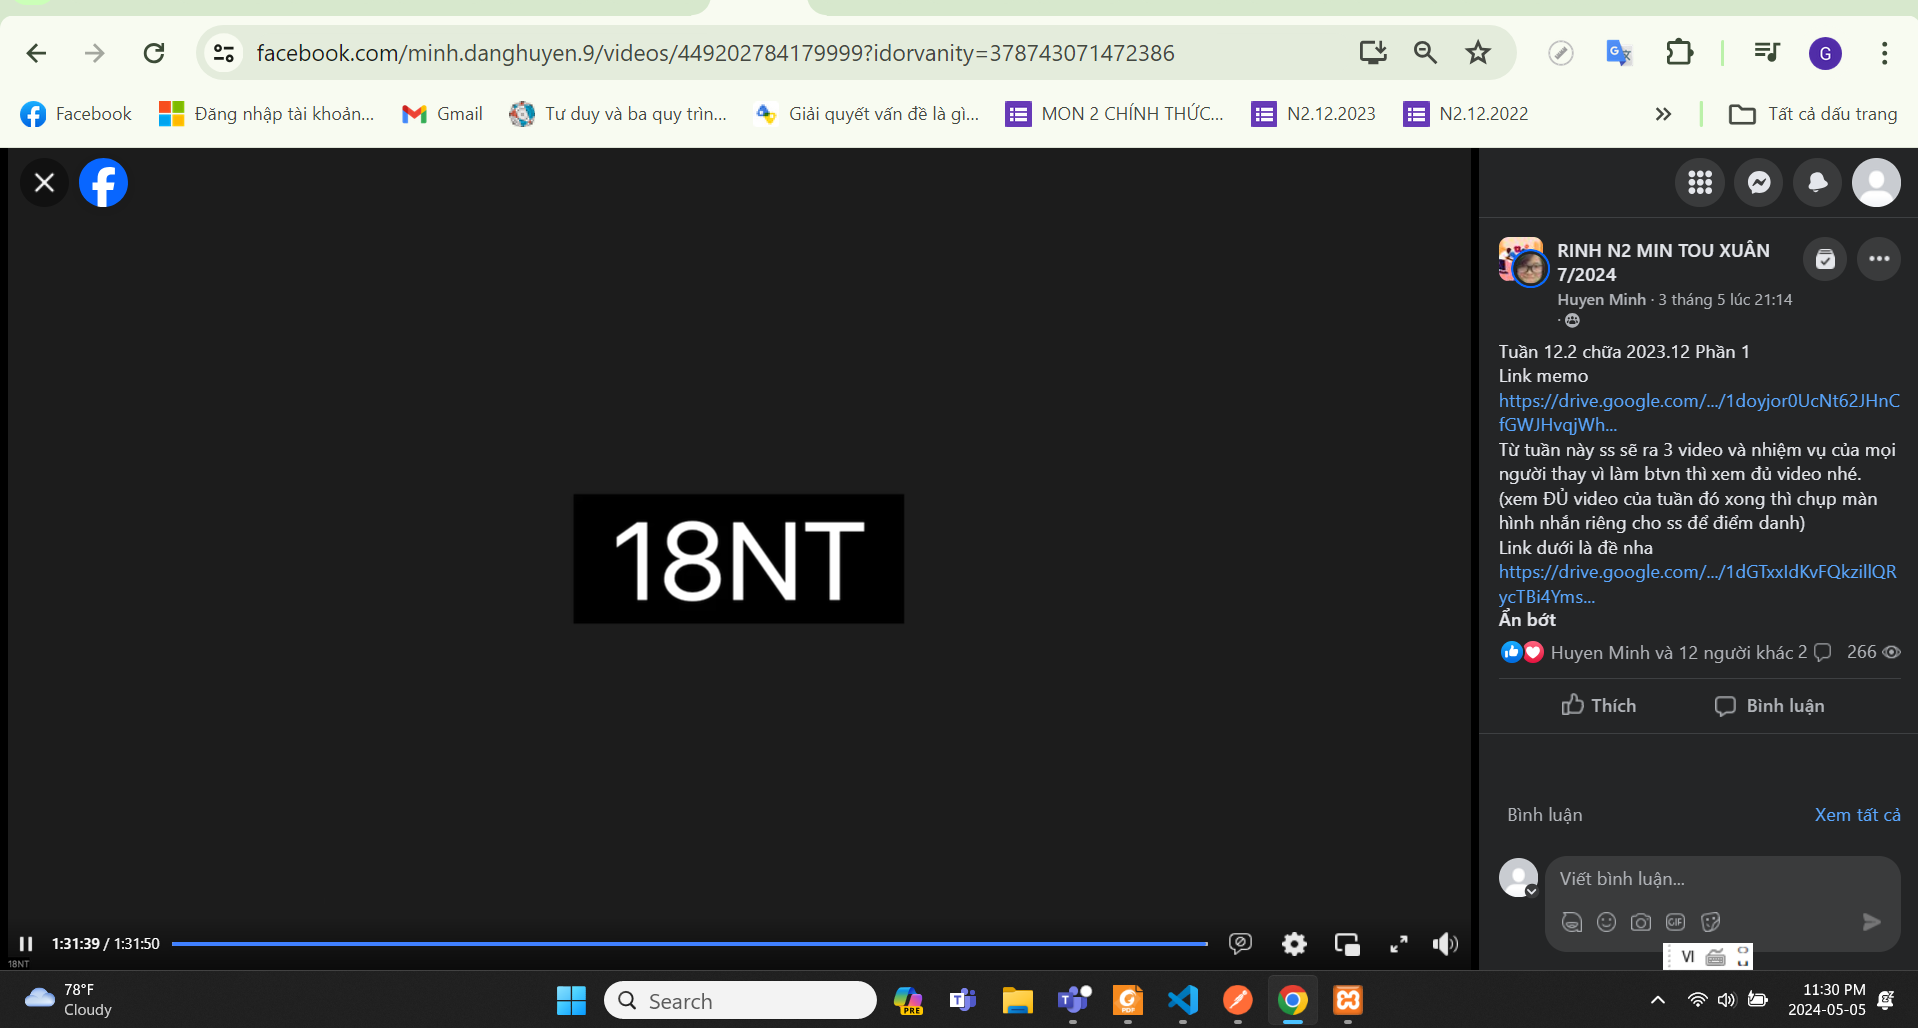 facebook.com/minh.danghuyen.9/videos/449202784179999?idorvanity=378743071472386
G
Facebook
Đăng nhập tài khoản...
Gmail
Tư duy và ba quy trìn...
Giải quyết vấn đề là gì...
MON 2 CHÍNH THỨC...
N2.12.2023
N2.12.2022
Tất cả dấu trang
RINH N2 MIN TOU XUÂN
7/2024
Huyen Minh · 3 tháng 5 lúc 21:14
Tuần 12.2 chữa 2023.12 Phần 1
Link memo
https://drive.google.com/.../1doyjor0UcNt62JHnC
fGWJHvqjWh...
Từ tuần này ss sẽ ra 3 video và nhiệm vụ của mọi
người thay vì làm btvn thì xem đủ video nhé.
(xem ĐỦ video của tuần đó xong thì chụp màn
hình nhắn riêng cho ss để điểm danh)
Link dưới là đề nha
https://drive.google.com/.../1dGTxxIdKvFQkzillQR
ycTBi4Yms...
Ẩn bớt
Huyen Minh và 12 người khác 2 266
Thích
Bình luận
Bình luận
Xem tất cả
Viết bình luận...
GIF
VI
18NT
1:31:39 / 1:31:50
18NT
78°F
Cloudy
Search
PRE
PDF
11:30 PM
2024-05-05